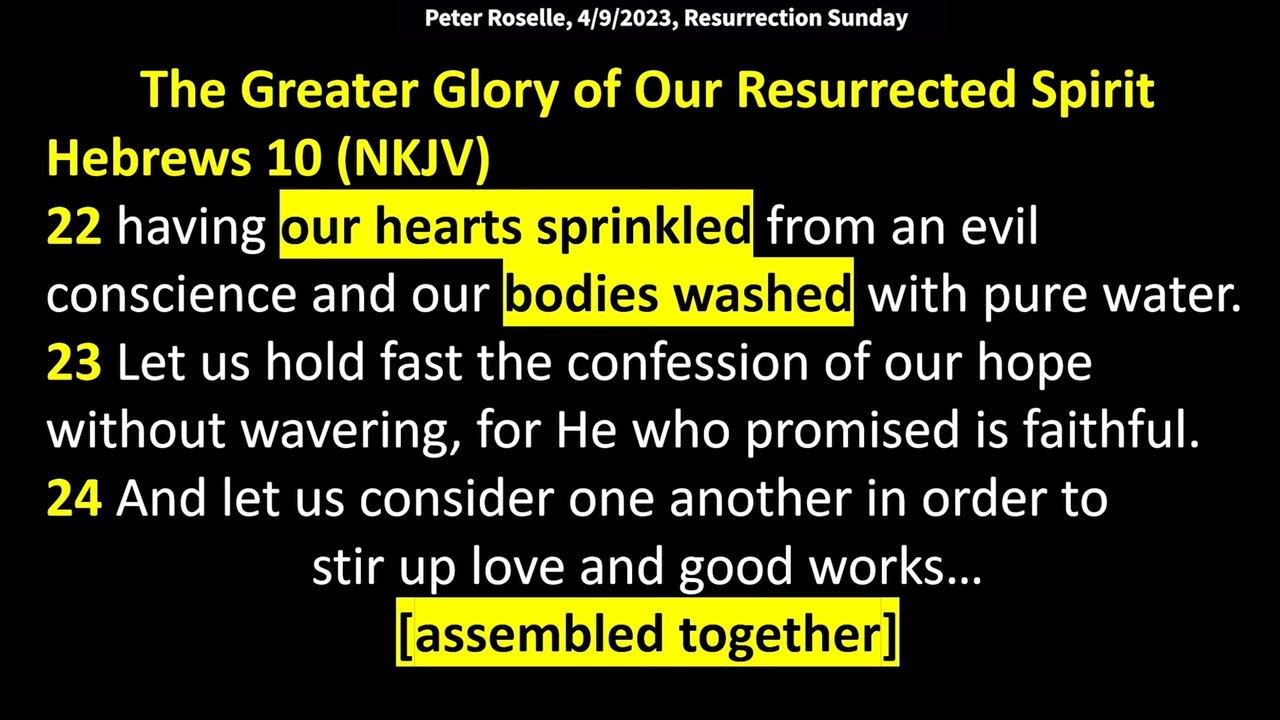 Peter Roselle, 4/9/2023, Resurrection Sunday
The Greater Glory of Our Resurrected Spirit
Hebrews 10 (NKJV)
22 having our hearts sprinkled from an evil
conscience and our bodies washed with pure water.
23 Let us hold fast the confession of our hope
without wavering, for He who promised is faithful.
24 And let us consider one another in order to
stir up love and good works...
[assembled together]